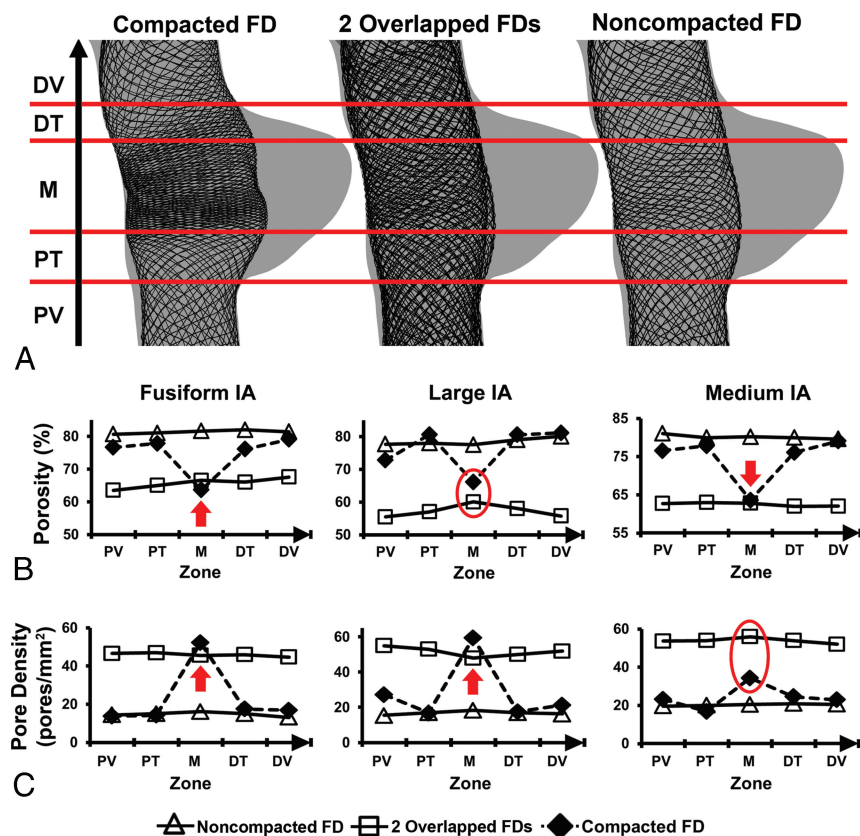 Compacted FD 2 Overlapped FDs Noncompacted FD
DV
DT
M
PT
PV
A
Fusiform IA Large IA Medium IA
Porosity (%)
80
70
60
50
PV PT M DT DV
Zone
80
70
60
50
PV PT M DT DV
Zone
85
75
65
55
PV PT M DT DV
Zone
B
Pore Density
(pores/mm²)
60
40
20
0
PV PT M DT DV
Zone
60
40
20
0
PV PT M DT DV
Zone
60
40
20
0
PV PT M DT DV
Zone
C
Noncompacted FD 2 Overlapped FDs Compacted FD